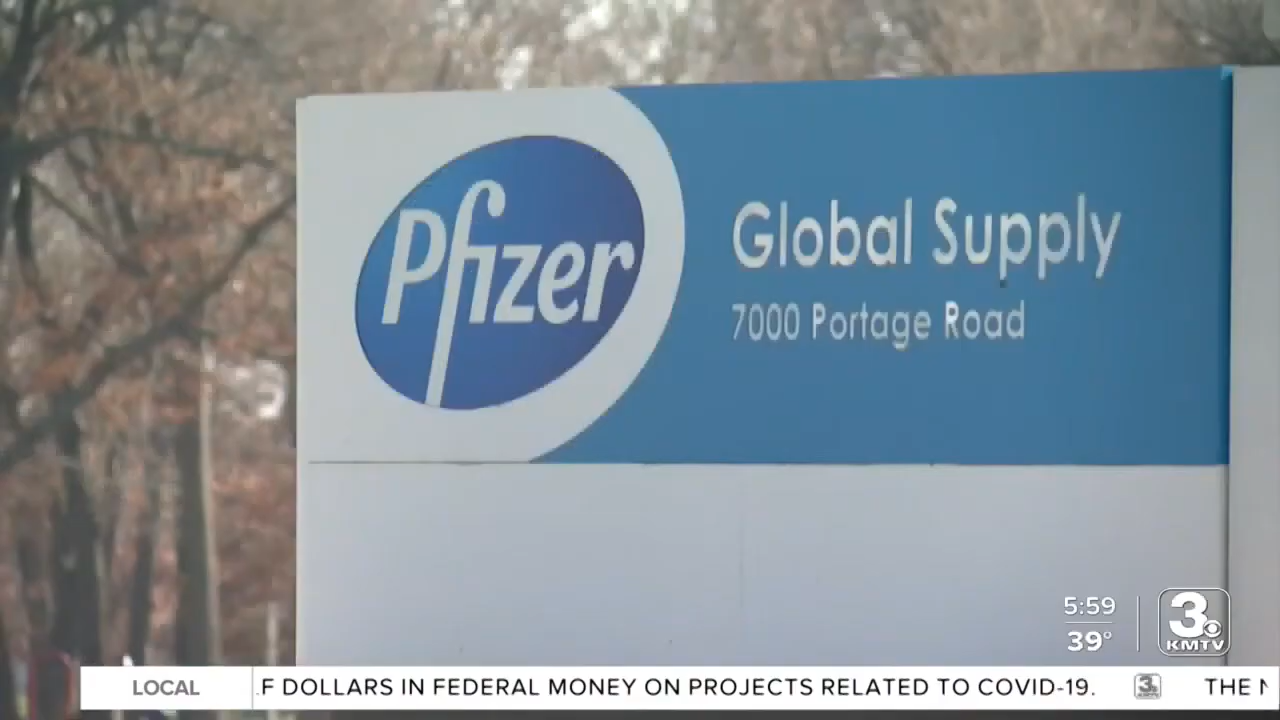 Pfizer
Global Supply
7000 Portage Road
5:59
39°
3
KMTV
LOCAL
.F DOLLARS IN FEDERAL MONEY ON PROJECTS RELATED TO COVID-19.
3
THE